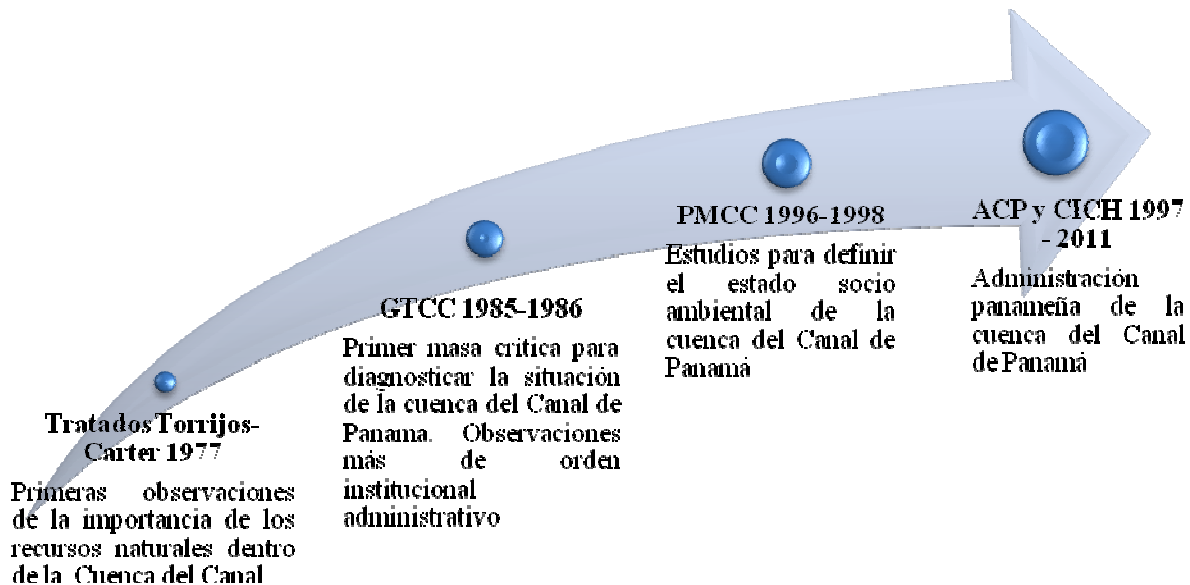 Tratados Torrijos-
Carter 1977
Primeras observaciones
de la importancia de los
recursos naturales dentro
de la Cuenca del Canal
GTCC 1985-1986
Primer masa crítica para
diagnosticar la situación
de la cuenca del Canal de
Panama. Observaciones
más de orden
institucional
administrativo
PMCC 1996-1998
Estudios para definir
el estado socio
ambiental de la
cuenca del Canal de
Panamá
ACP y CICH 1997
- 2011
Administración
panameña de la
cuenca del Canal
de Panamá